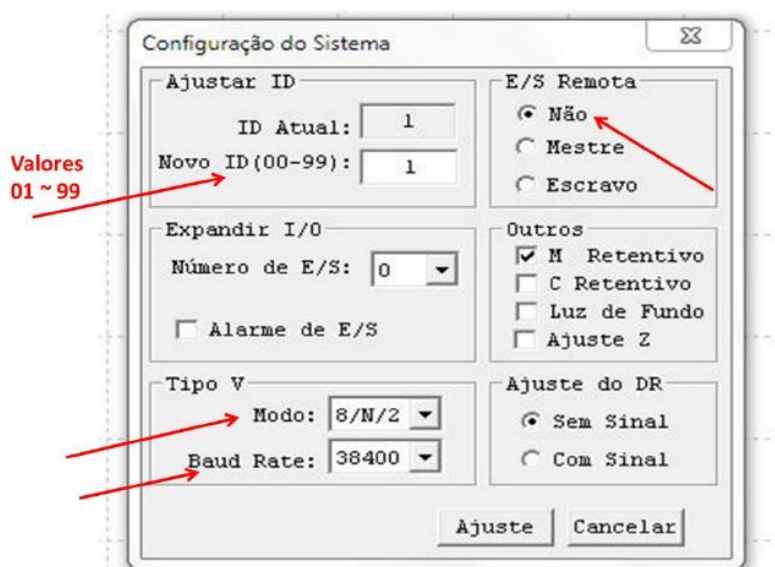 Configuração do Sistema
Ajustar ID
ID Atual: 1
Novo ID(00-99): 1
Valores
01 ~ 99
E/S Remota
Não
Mestre
Escravo
Expandir I/O
Número de E/S: 0
Alarme de E/S
Outros
M Retentivo
C Retentivo
Luz de Fundo
Ajuste Z
Tipo V
Modo: 8/N/2
Baud Rate: 38400
Ajuste do DR
Sem Sinal
Com Sinal
Ajuste Cancelar